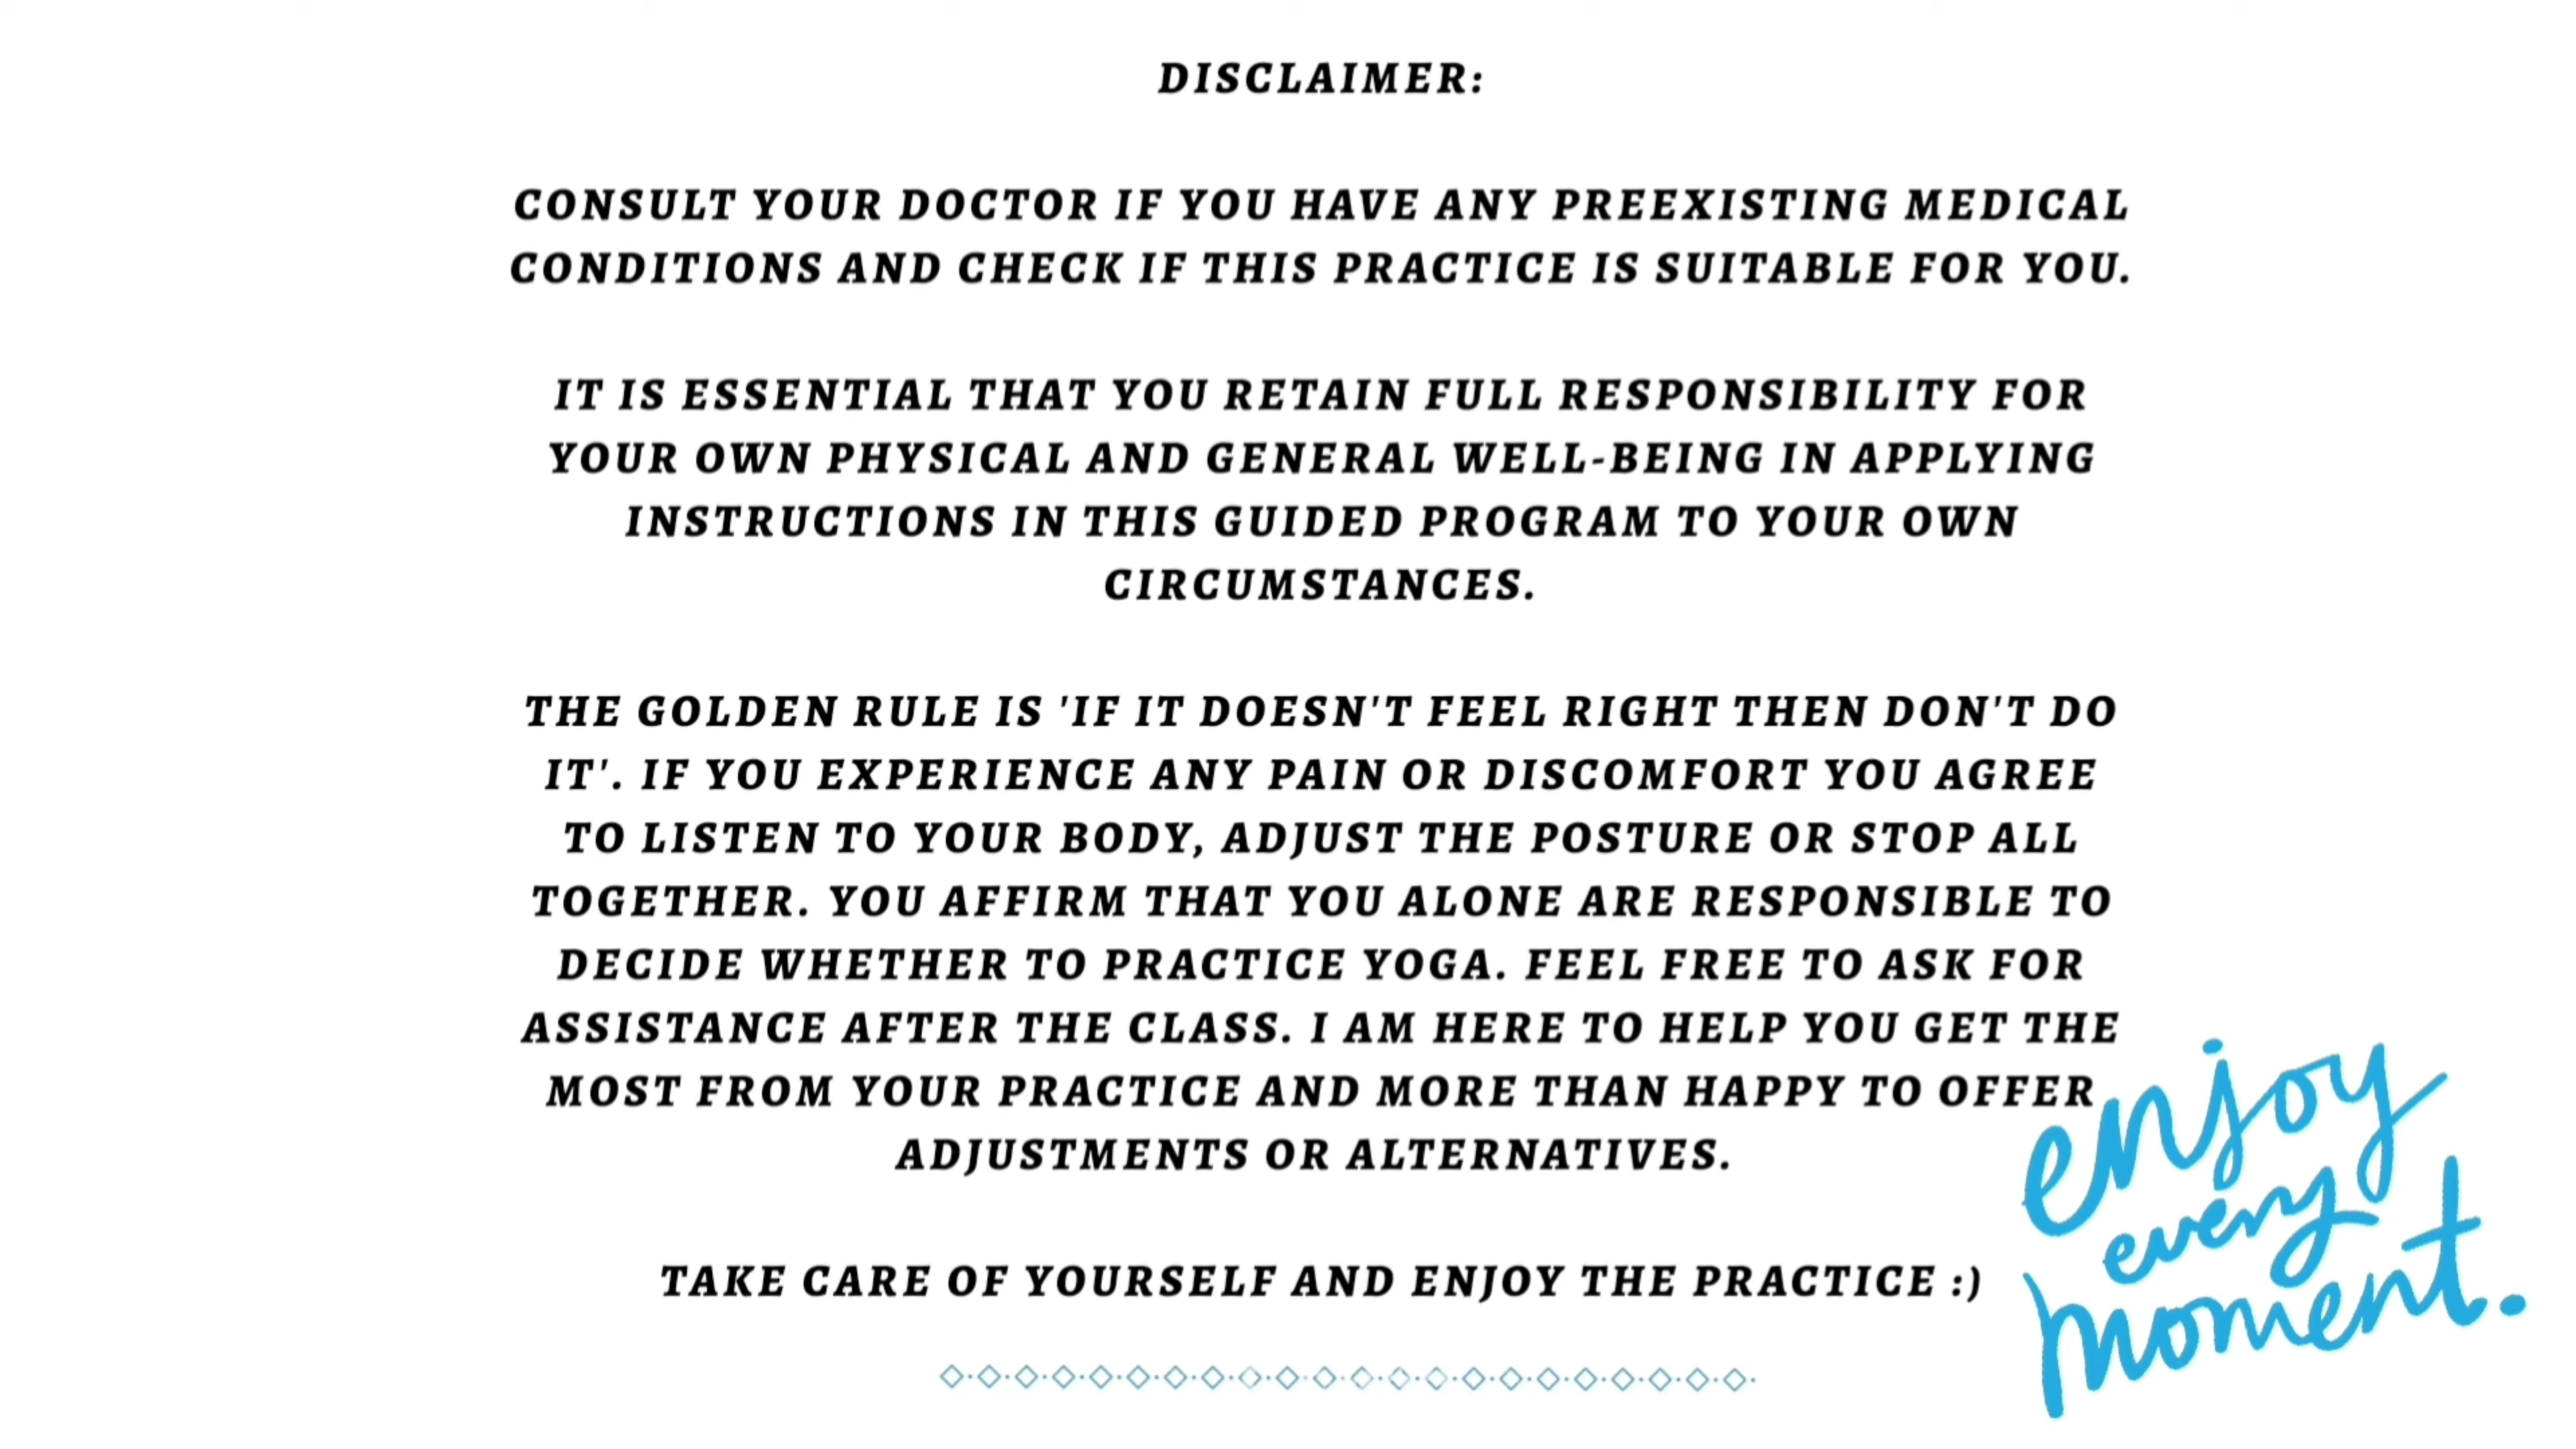 DISCLAIMER:
CONSULT YOUR DOCTOR IF YOU HAVE ANY PREEXISTING MEDICAL
CONDITIONS AND CHECK IF THIS PRACTICE IS SUITABLE FOR YOU.
IT IS ESSENTIAL THAT YOU RETAIN FULL RESPONSIBILITY FOR
YOUR OWN PHYSICAL AND GENERAL WELL-BEING IN APPLYING
INSTRUCTIONS IN THIS GUIDED PROGRAM TO YOUR OWN
CIRCUMSTANCES.
THE GOLDEN RULE IS 'IF IT DOESN'T FEEL RIGHT THEN DON'T DO
IT'. IF YOU EXPERIENCE ANY PAIN OR DISCOMFORT YOU AGREE
TO LISTEN TO YOUR BODY, ADJUST THE POSTURE OR STOP ALL
TOGETHER. YOU AFFIRM THAT YOU ALONE ARE RESPONSIBLE TO
DECIDE WHETHER TO PRACTICE YOGA. FEEL FREE TO ASK FOR
ASSISTANCE AFTER THE CLASS. I AM HERE TO HELP YOU GET THE
MOST FROM YOUR PRACTICE AND MORE THAN HAPPY TO OFFER
ADJUSTMENTS OR ALTERNATIVES.
TAKE CARE OF YOURSELF AND ENJOY THE PRACTICE :)
enjoy
every
moment.